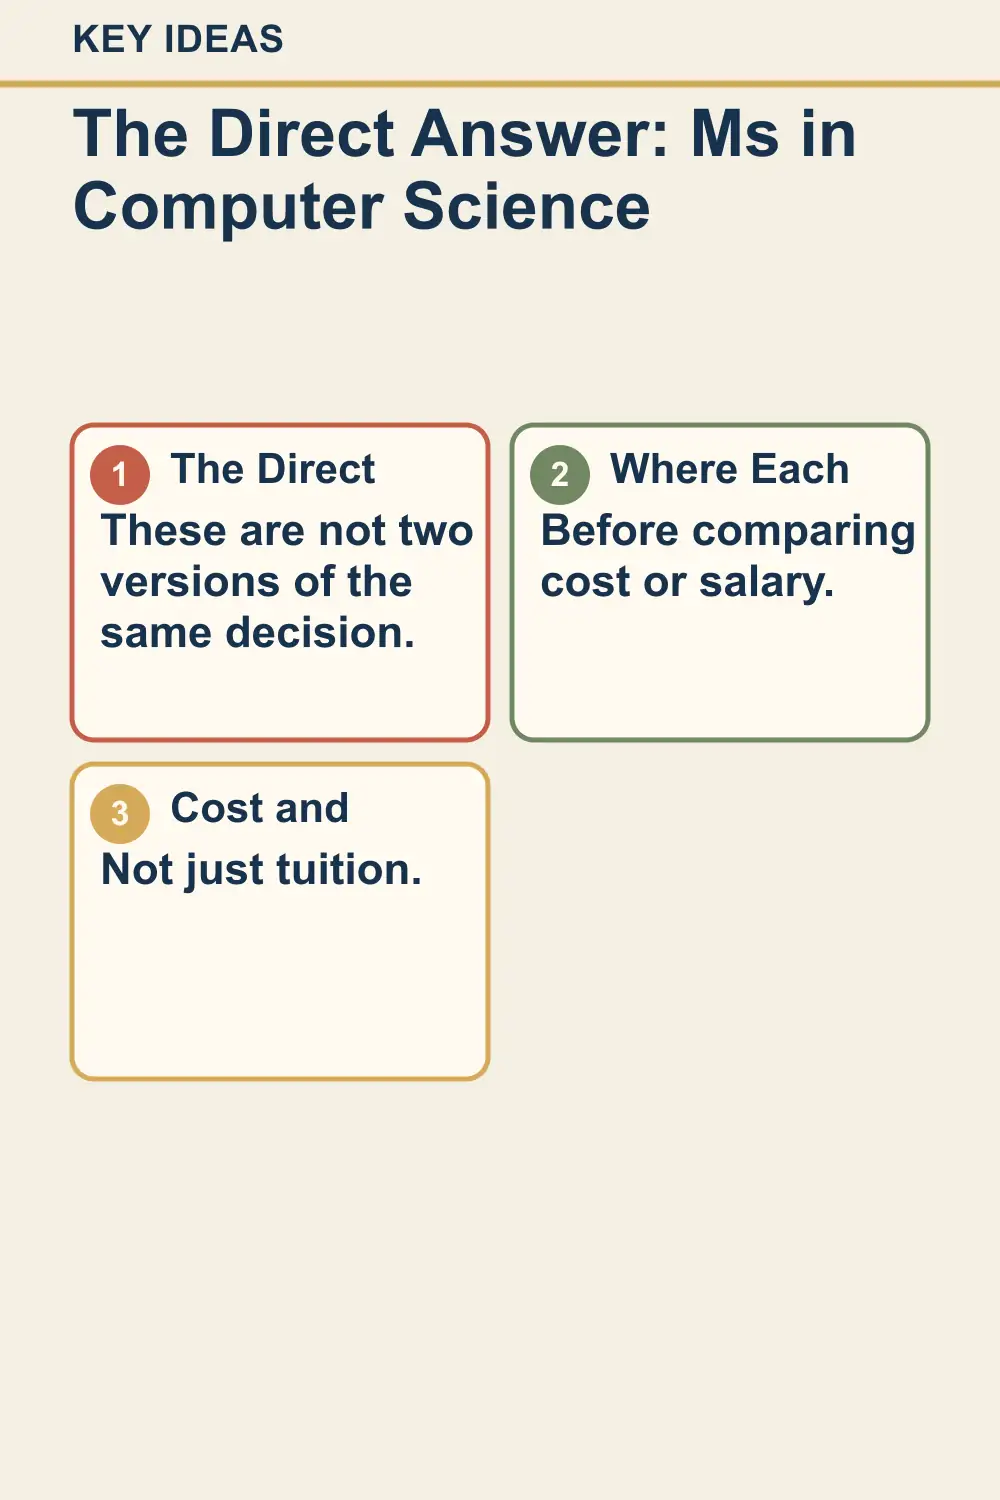 KEY IDEAS
The Direct Answer: Ms in
Computer Science
1 The Direct
These are not two
versions of the
same decision.
2 Where Each
Before comparing
cost or salary.
3 Cost and
Not just tuition.